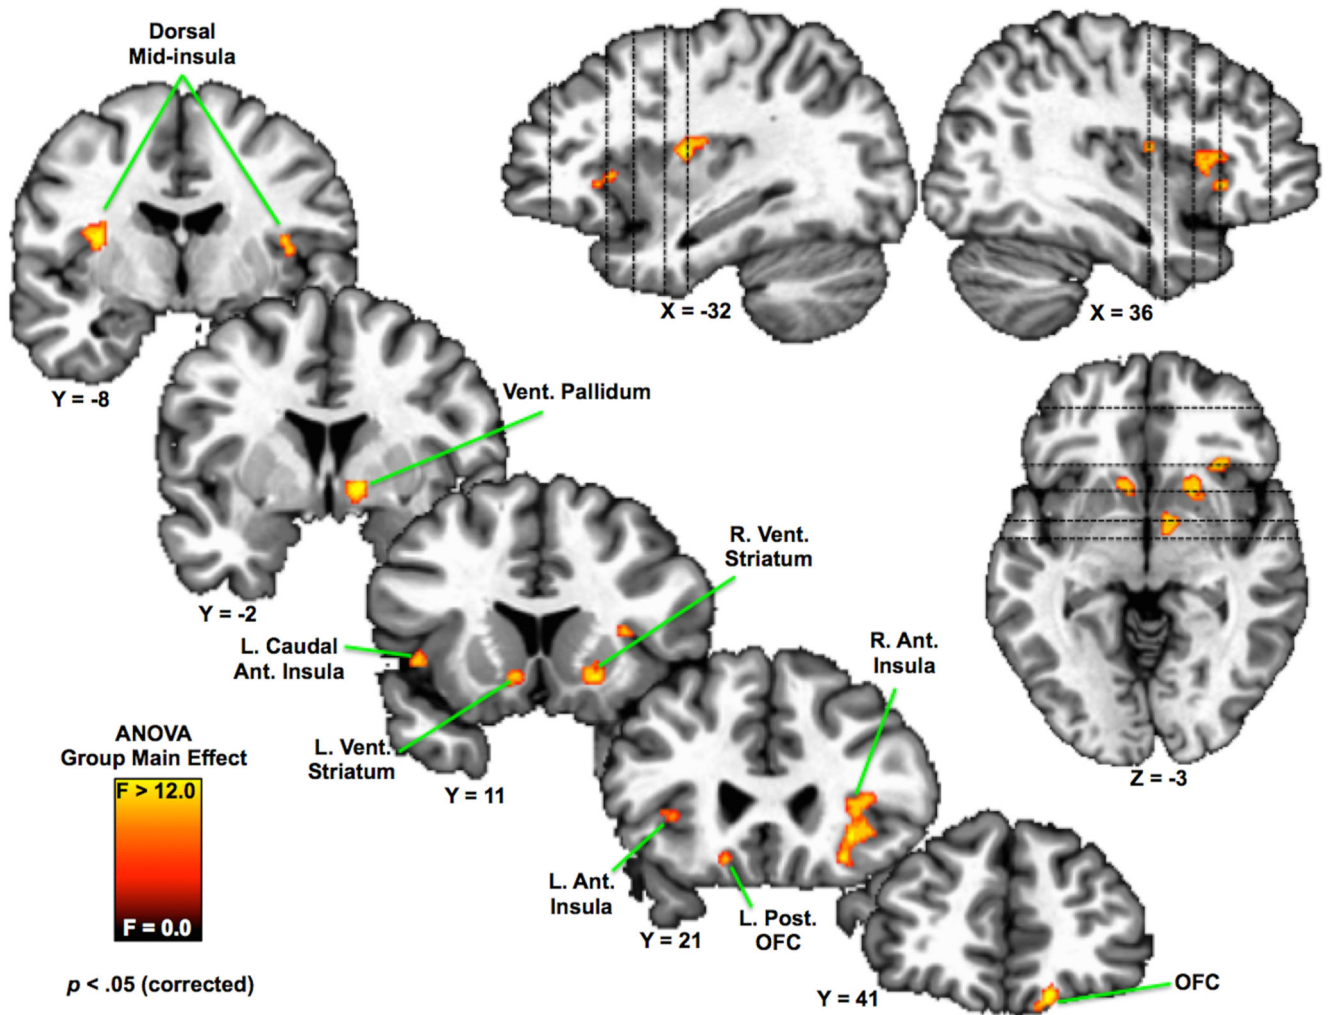 Dorsal
Mid-insula
X = -32
X = 36
Y = -8
Vent. Pallidum
Y = -2
R. Vent.
Striatum
L. Caudal
Ant. Insula
R. Ant.
Insula
L. Vent.
Striatum
Y = 11
Z = -3
ANOVA
Group Main Effect
F > 12.0
F = 0.0
p < .05 (corrected)
L. Ant.
Insula
L. Post.
OFC
Y = 21
Y = 41
OFC